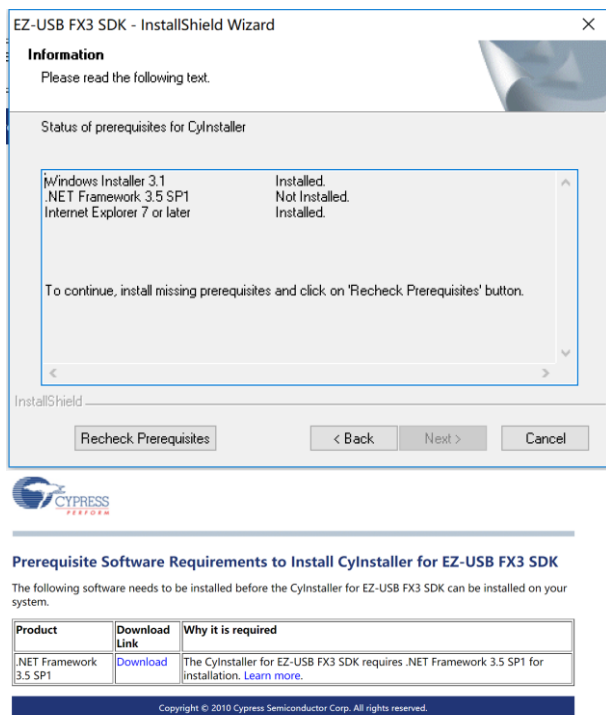 EZ-USB FX3 SDK - InstallShield Wizard
Information
Please read the following text.
Status of prerequisites for CyInstaller
Windows Installer 3.1 Installed.
.NET Framework 3.5 SP1 Not Installed.
Internet Explorer 7 or later Installed.
To continue, install missing prerequisites and click on 'Recheck Prerequisites' button.
InstallShield
Recheck Prerequisites < Back Next > Cancel
CYPRESS
PERFORM
Prerequisite Software Requirements to Install CyInstaller for EZ-USB FX3 SDK
The following software needs to be installed before the CyInstaller for EZ-USB FX3 SDK can be installed on your
system.
Product Download Link Why it is required
.NET Framework 3.5 SP1 Download The CyInstaller for EZ-USB FX3 SDK requires .NET Framework 3.5 SP1 for
installation. Learn more.
Copyright © 2010 Cypress Semiconductor Corp. All rights reserved.